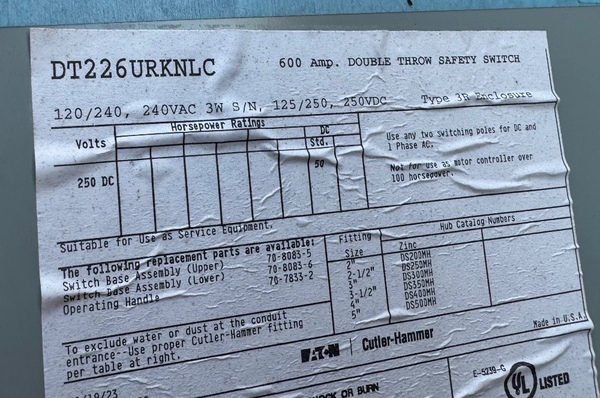 DT226URKNLC
600 Amp. DOUBLE THROW SAFETY SWITCH
120/240, 240VAC 3W S/N, 125/250, 250VDC
Type 3R Enclosure
Horsepower Ratings
Volts
DC
Std.
250 DC
50
Use any two switching poles for DC and
1 Phase AC.
Not for use as motor controller over
100 horsepower.
Suitable for Use as Service Equipment.
The following replacement parts are available:
Switch Base Assembly (Upper) 70-8083-5
Switch Base Assembly (Lower) 70-8083-6
Operating Handle 70-7833-2
Fitting
Size
Hub Catalog Numbers
Zinc
2" DS200MH
2-1/2" DS250MH
3" DS300MH
3-1/2" DS350MH
4" DS400MH
5" DS500MH
To exclude water or dust at the conduit
entrance--Use proper Cutler-Hammer fitting
per table at right.
EATON Cutler-Hammer
Made in U.S.A.
/19/23
SHOCK OR BURN
E-5239-G
UL LISTED